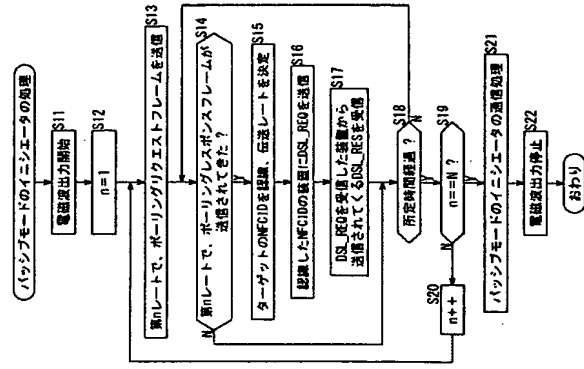 パッシブモードのイニシエータの処理
S11
電磁波出力開始
S12
n=1
S13
第nレートで、ポーリングリクエストフレームを送信
S14
第nレートで、ポーリングレスポンスフレームが
送信されてきた?
N
Y
S15
ターゲットのNFCIDを認識、伝送レートを決定
S16
認識したNFCIDの装置にDSL_REQを送信
S17
DSL_REQを受信した装置から
送信されてくるDSL_RESを受信
S18
所定時間経過?
N
Y
S19
n==N ?
N
Y
S20
n++
S21
パッシブモードのイニシエータの通信処理
S22
電磁波出力停止
おわり